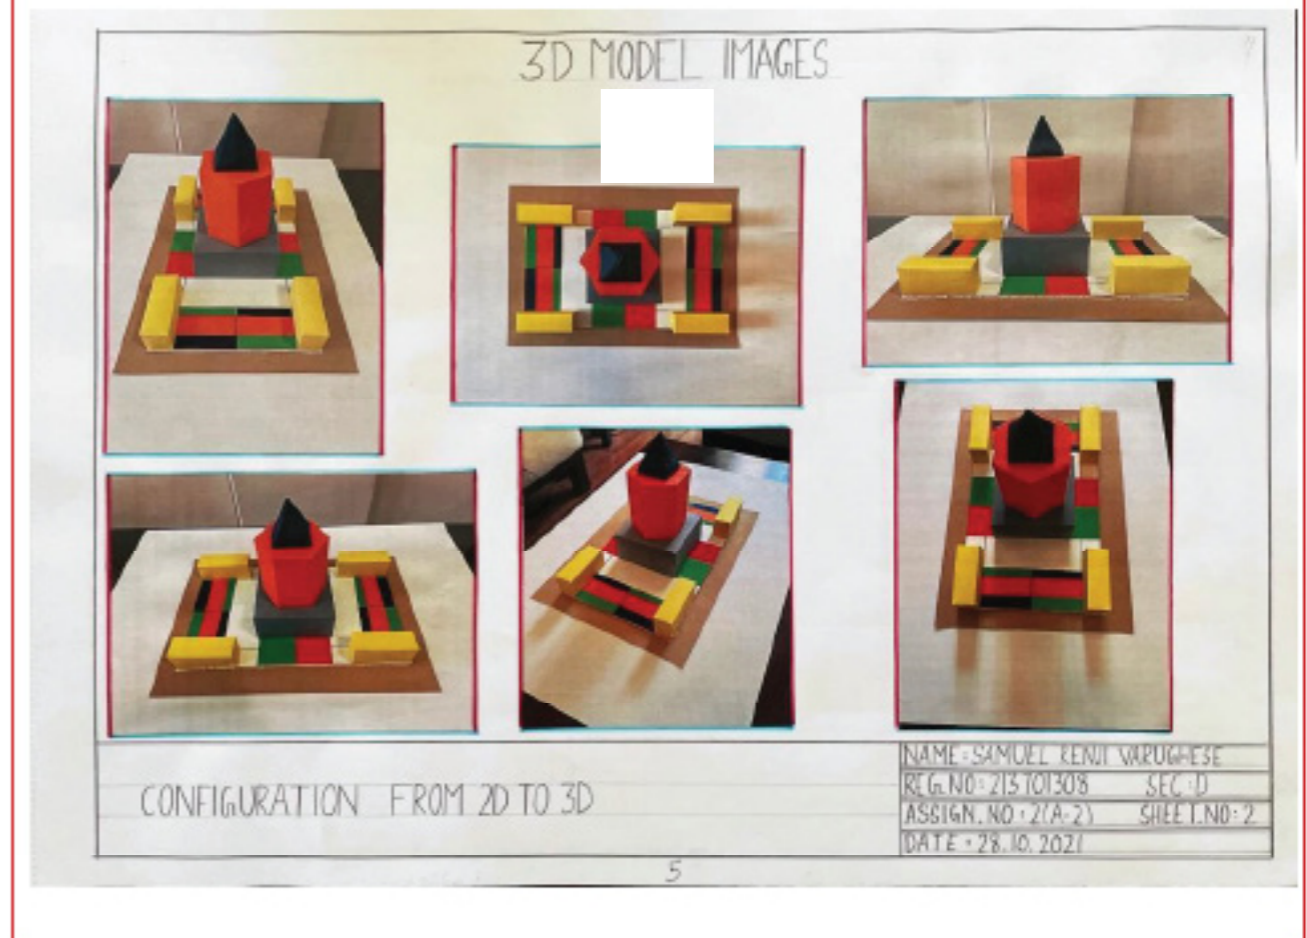 3D MODEL IMAGES
CONFIGURATION FROM 2D TO 3D
NAME: SAMUEL RENJI VARUGHESE
REG.NO: 213701308 SEC: D
ASSIGN. NO: 2(A-2) SHEET.NO: 2
DATE: 28.10.2021
5